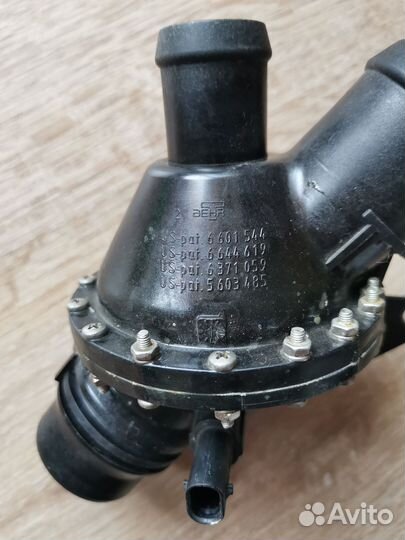 BEHR
US-pat. 6 601 544
US-pat. 6 644 619
US-pat. 6 371 059
US-pat. 5 603 485
Avito